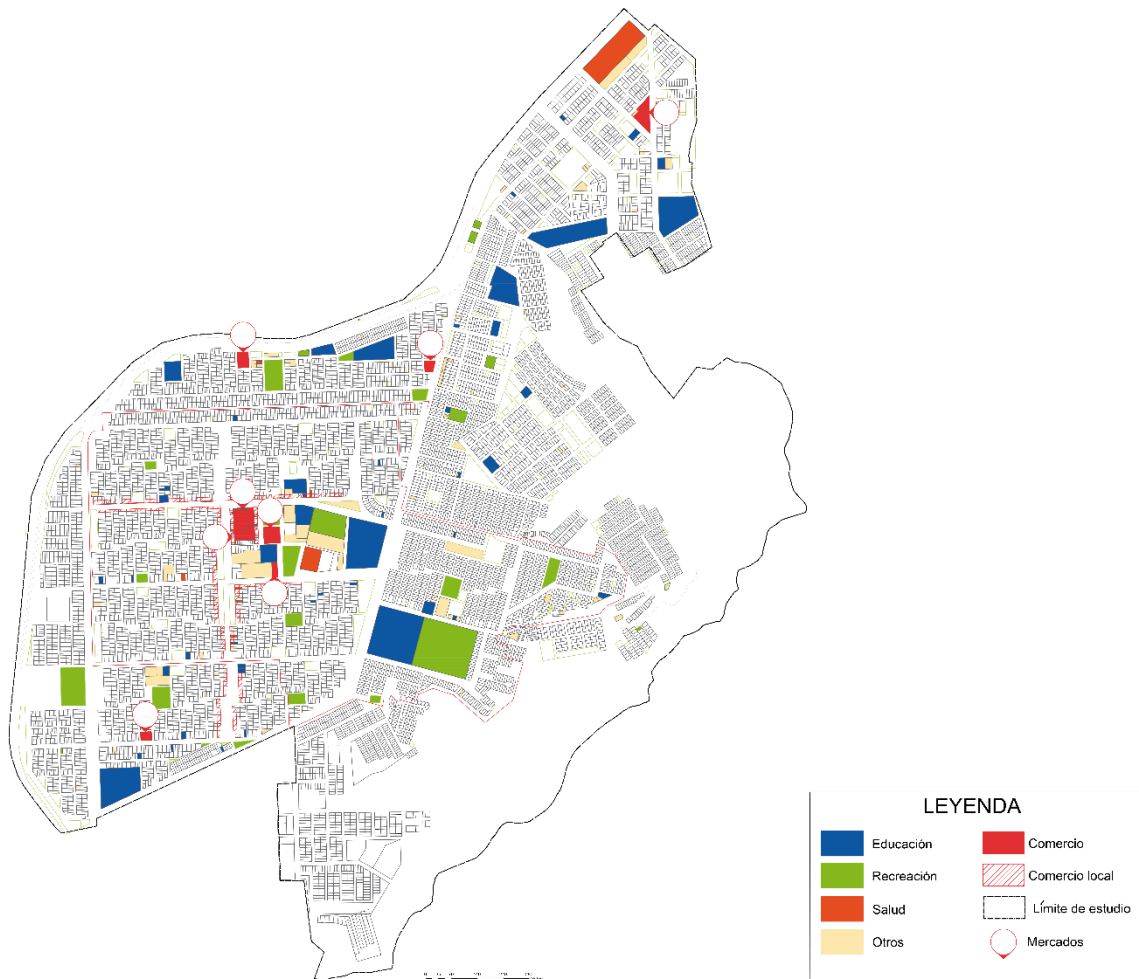 LEYENDA
Educación
Recreación
Salud
Otros
Comercio
Comercio local
Límite de estudio
Mercados